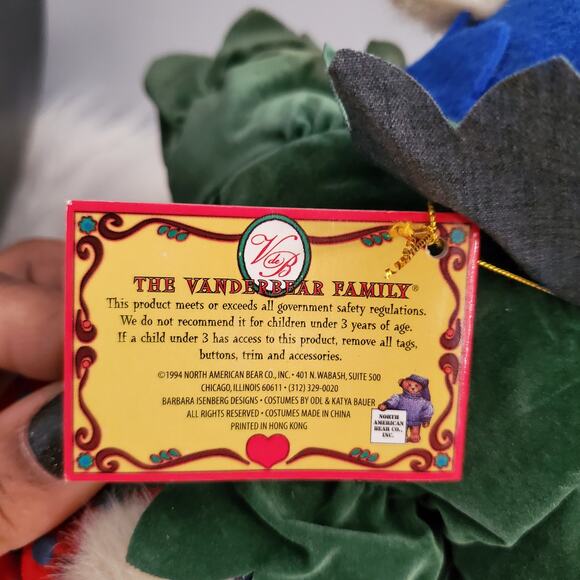 V de B
THE VANDERBEAR FAMILY®
This product meets or exceeds all government safety regulations.
We do not recommend it for children under 3 years of age.
If a child under 3 has access to this product, remove all tags,
buttons, trim and accessories.
©1994 NORTH AMERICAN BEAR CO., INC. • 401 N. WABASH, SUITE 500
CHICAGO, ILLINOIS 60611 • (312) 329-0020
BARBARA ISENBERG DESIGNS • COSTUMES BY ODL & KATYA BAUER
ALL RIGHTS RESERVED • COSTUMES MADE IN CHINA
PRINTED IN HONG KONG
NORTH
AMERICAN
BEAR CO.,
INC.